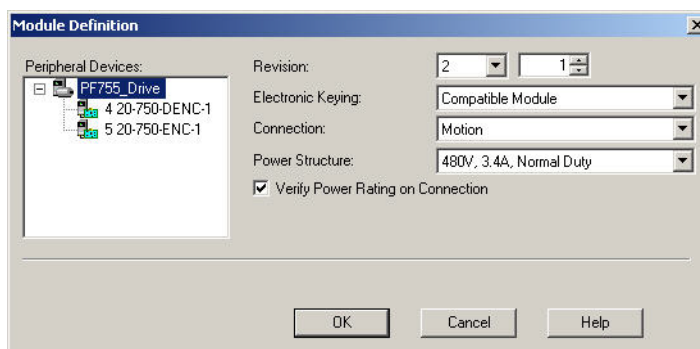 Module Definition
Peripheral Devices:
PF755_Drive
4 20-750-DENC-1
5 20-750-ENC-1
Revision: 2 1
Electronic Keying: Compatible Module
Connection: Motion
Power Structure: 480V, 3.4A, Normal Duty
Verify Power Rating on Connection
OK Cancel Help